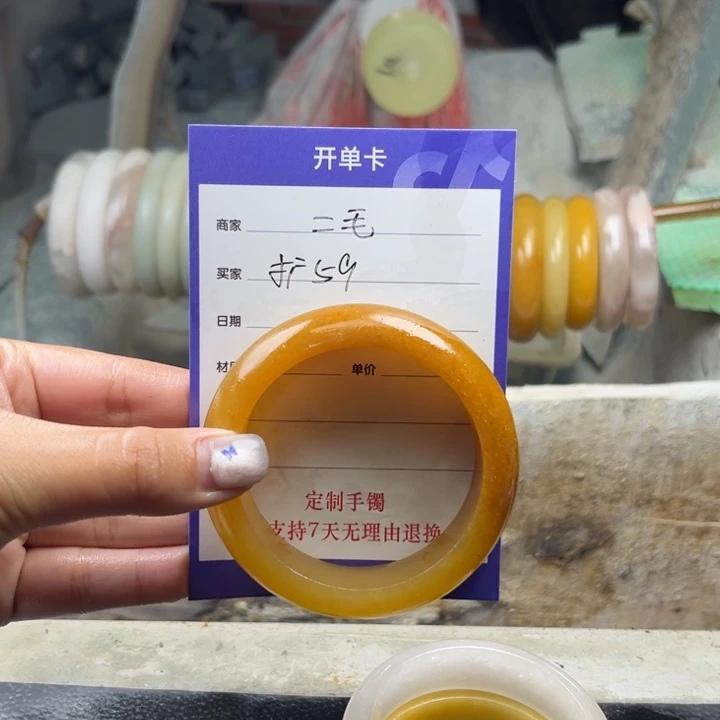 开单卡
商家 二毛
买家 扩59
日期
材 单价
定制手镯
支持7天无理由退换